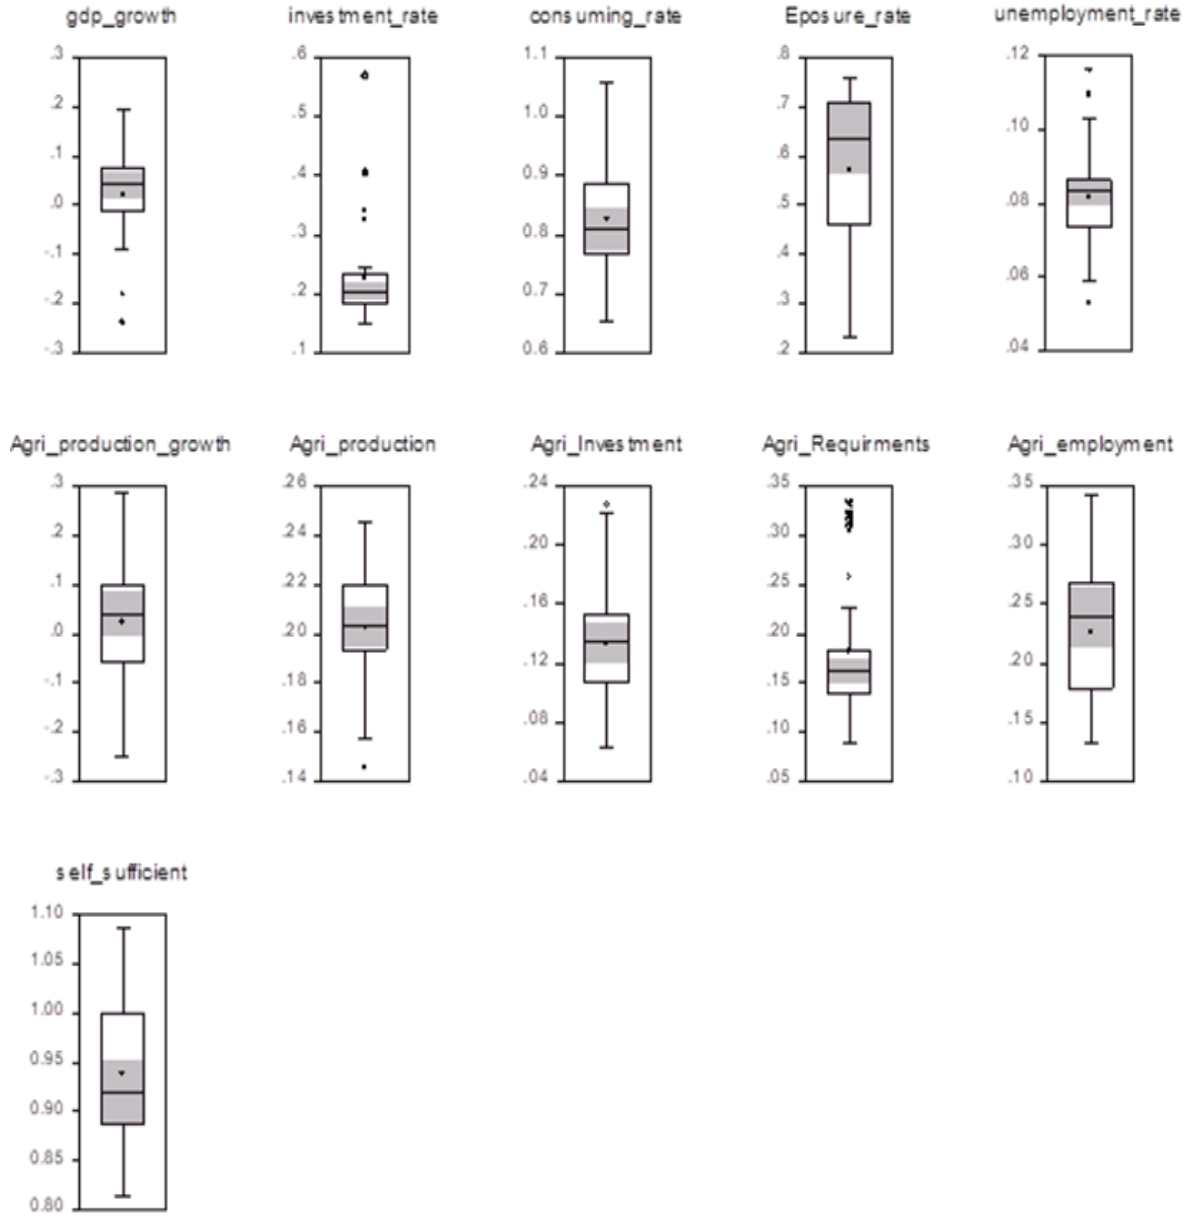 gdp_growth investment_rate consuming_rate Eposure_rate unemployment_rate
.3 .6 1.1 .8 .12
.2 .5 1.0 .7 .10
.1 .4 0.9 .6 .08
.0 .3 0.8 .5 .06
-.1 .2 0.7 .4 .04
-.2 .1 0.6 .3
-.3 .2
Agri_production_growth Agri_production Agri_Investment Agri_Requirments Agri_employment
.3 .26 .24 .35 .35
.2 .24 .20 .30 .30
.1 .22 .16 .25 .25
.0 .20 .12 .20 .20
-.1 .18 .08 .15 .15
-.2 .16 .04 .10 .10
-.3 .14 .05
self_sufficient
1.10
1.05
1.00
0.95
0.90
0.85
0.80